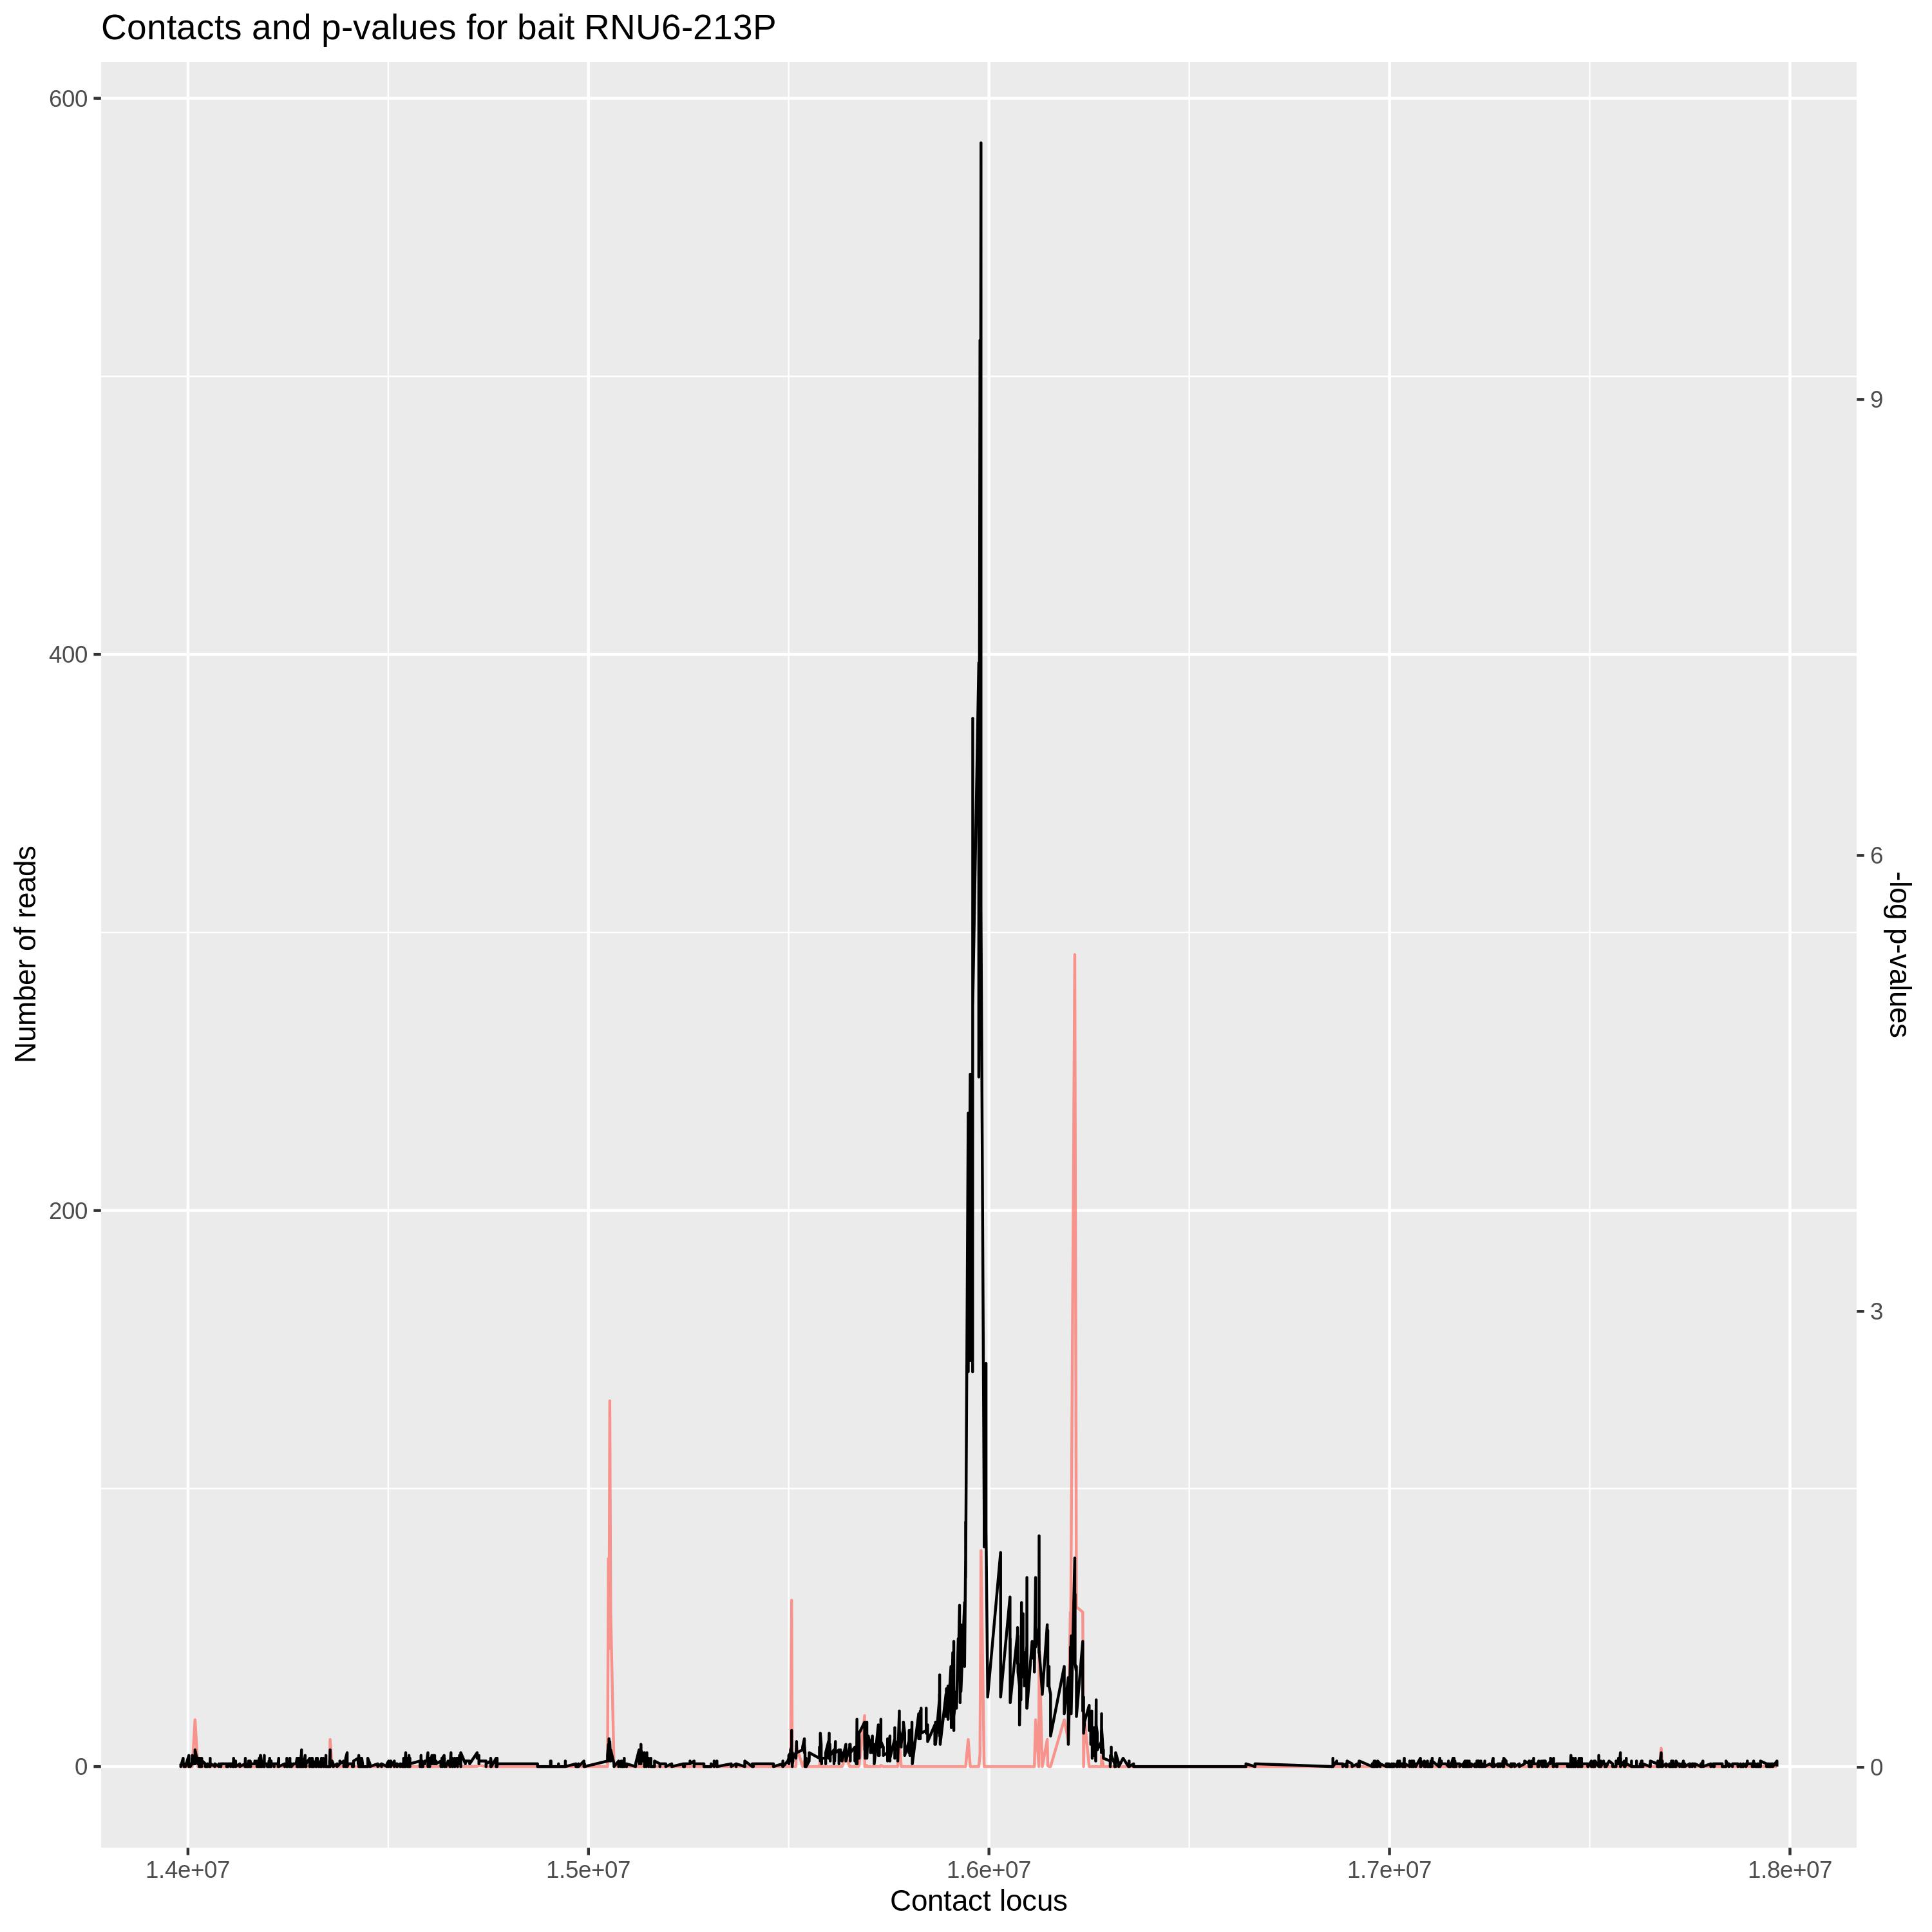 Contacts and p-values for bait RNU6-213P
600
400
200
0
Number of reads
9
6
3
0
-log p-values
1.4e+07 1.5e+07 1.6e+07 1.7e+07 1.8e+07
Contact locus